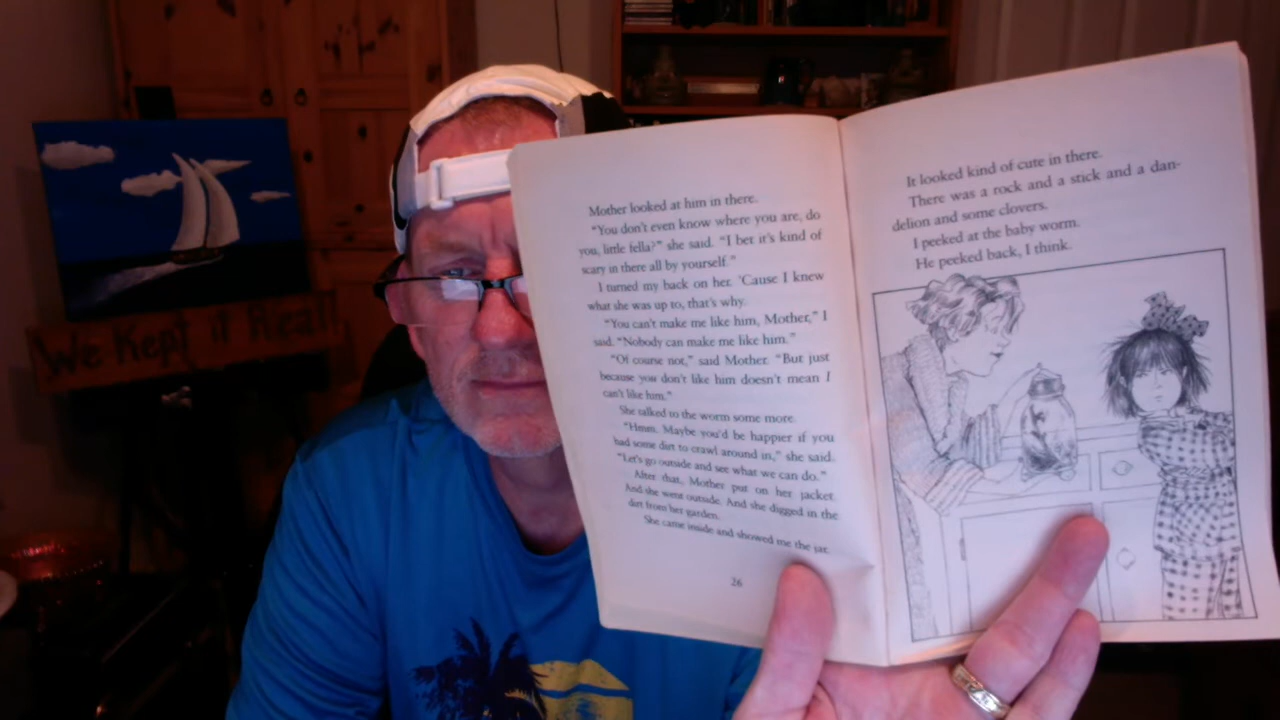 We Kept it Real!
Mother looked at him in there.
"You don't even know where you are, do
you, little fella?" she said. "I bet it's kind of
scary in there all by yourself."
I turned my back on her. 'Cause I knew
what she was up to, that's why.
"You can't make me like him, Mother," I
said. "Nobody can make me like him."
"Of course not," said Mother. "But just
because you don't like him doesn't mean I
can't like him."
She talked to the worm some more.
"Hmm. Maybe you'd be happier if you
had some dirt to crawl around in," she said.
"Let's go outside and see what we can do."
After that, Mother put on her jacket.
And she went outside. And she digged in the
dirt from her garden.
She came inside and showed me the jar.
26
It looked kind of cute in there.
There was a rock and a stick and a dan-
delion and some clovers.
I peeked at the baby worm.
He peeked back, I think.